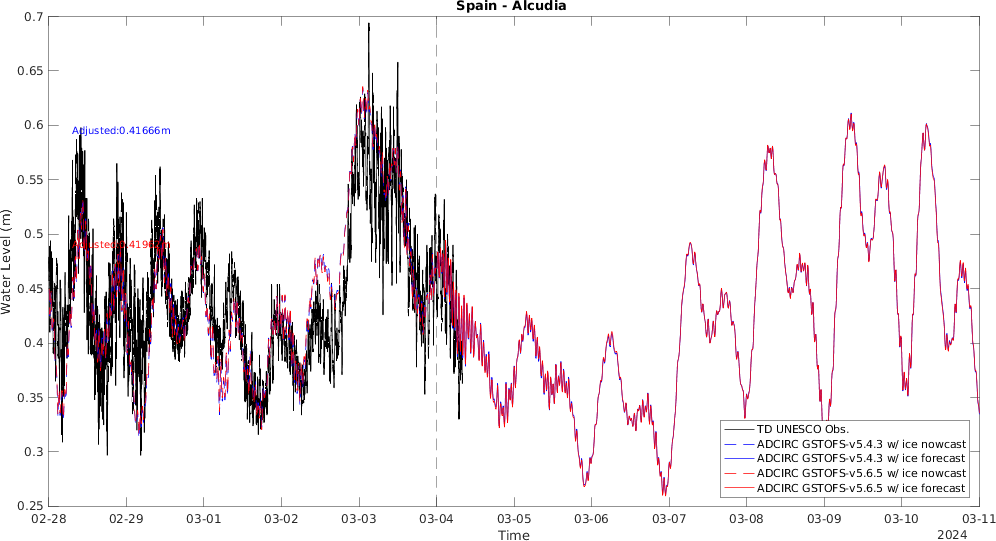 Spain - Alcudia
0.7
0.65
0.6
0.55
0.5
0.45
0.4
0.35
0.3
0.25
Water Level (m)
Adjusted:0.41666m
TD UNESCO Obs.
ADCIRC GSTOFS-v5.4.3 w/ ice nowcast
ADCIRC GSTOFS-v5.4.3 w/ ice forecast
ADCIRC GSTOFS-v5.6.5 w/ ice nowcast
ADCIRC GSTOFS-v5.6.5 w/ ice forecast
02-28 02-29 03-01 03-02 03-03 03-04 03-05 03-06 03-07 03-08 03-09 03-10 03-11
Time
2024